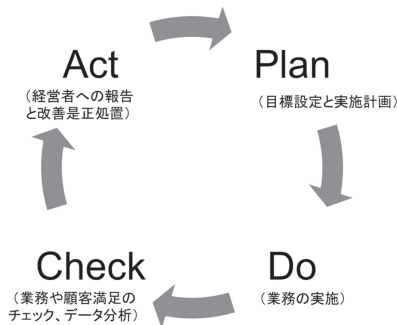 Act
（経営者への報告
と改善是正処置）
Plan
（目標設定と実施計画）
Check
（業務や顧客満足の
チェック、データ分析）
Do
（業務の実施）